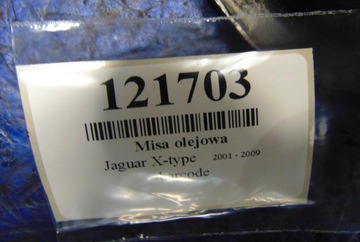 121703
Misa olejowa
Jaguar X-type 2001 - 2009